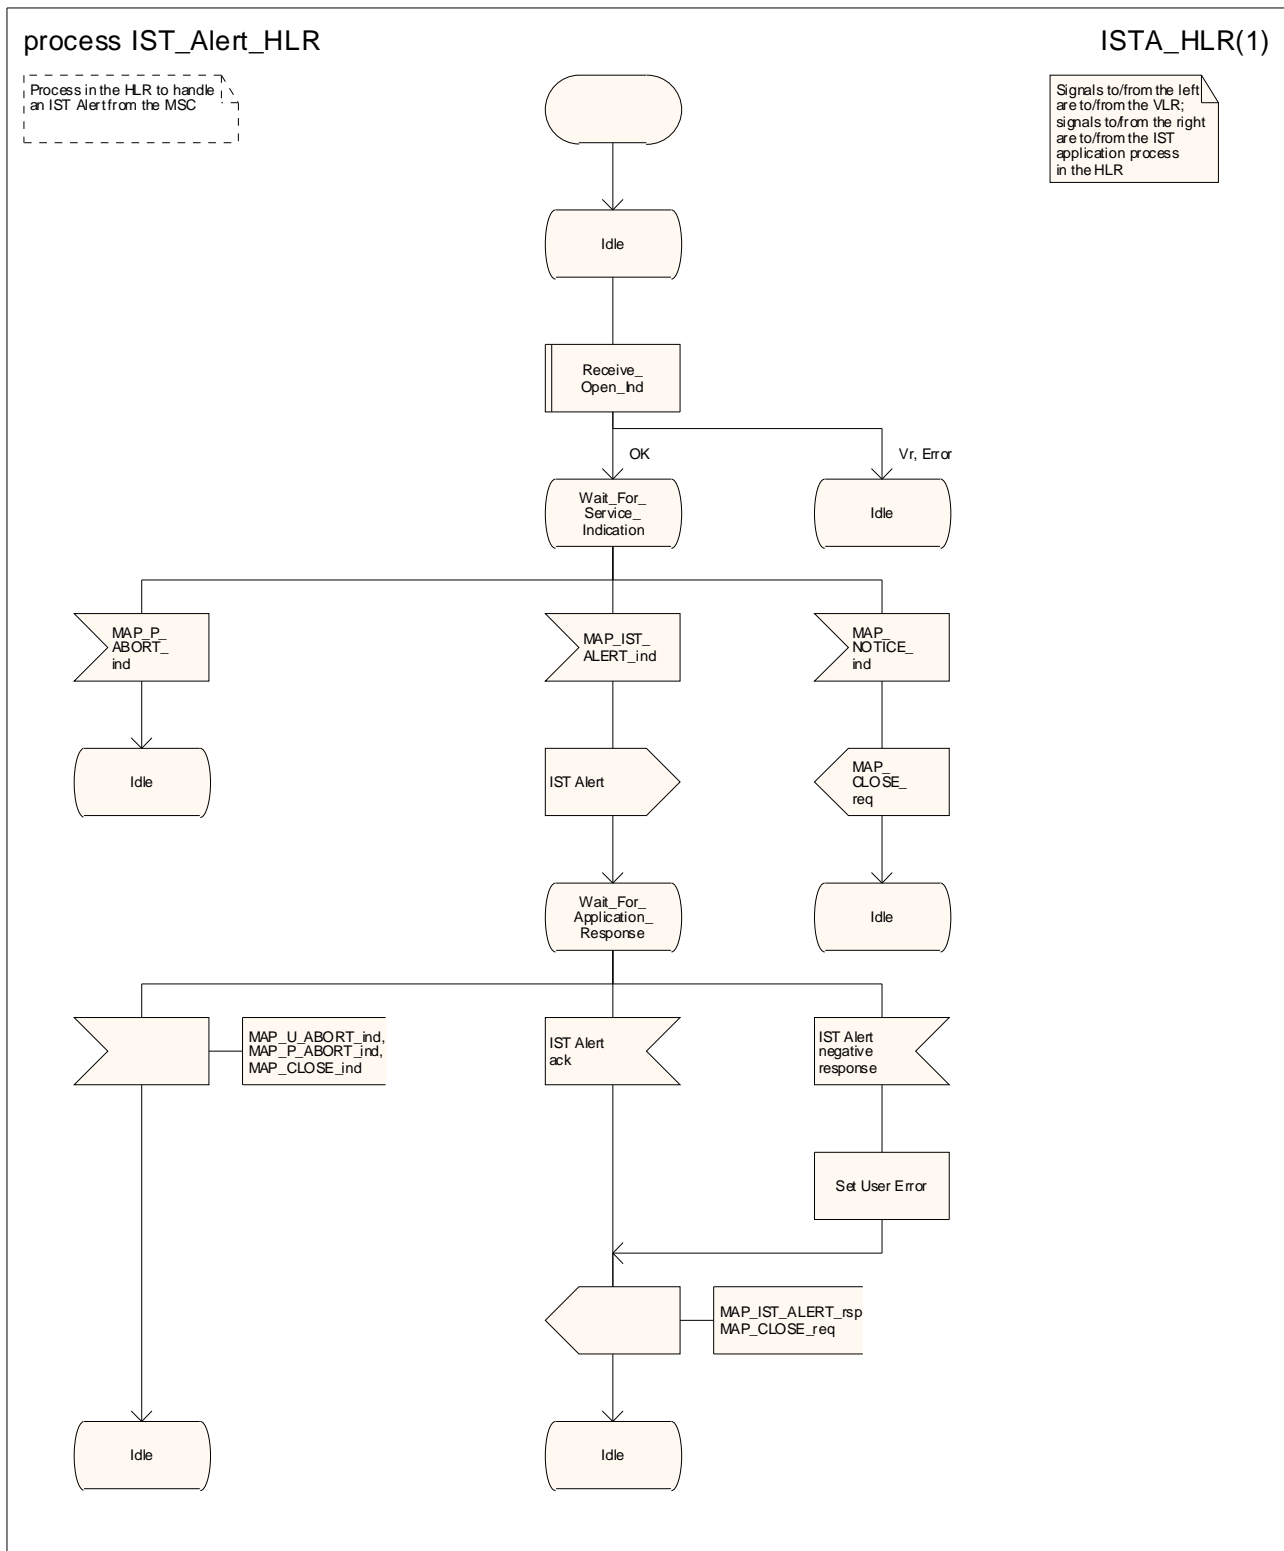 process IST_Alert_HLR
ISTA_HLR(1)
Process in the HLR to handle
an IST Alert from the MSC
Signals to/from the left
are to/from the VLR;
signals to/from the right
are to/from the IST
application process
in the HLR
Idle
Receive_
Open_Ind
OK
Vr, Error
Wait_For_
Service_
Indication
Idle
MAP_P_
ABORT_
ind
MAP_IST_
ALERT_ind
MAP_
NOTICE_
ind
Idle
IST Alert
MAP_
CLOSE_
req
Wait_For_
Application_
Response
Idle
MAP_U_ABORT_ind,
MAP_P_ABORT_ind,
MAP_CLOSE_ind
IST Alert
ack
IST Alert
negative
response
Set User Error
MAP_IST_ALERT_rsp
MAP_CLOSE_req
Idle
Idle